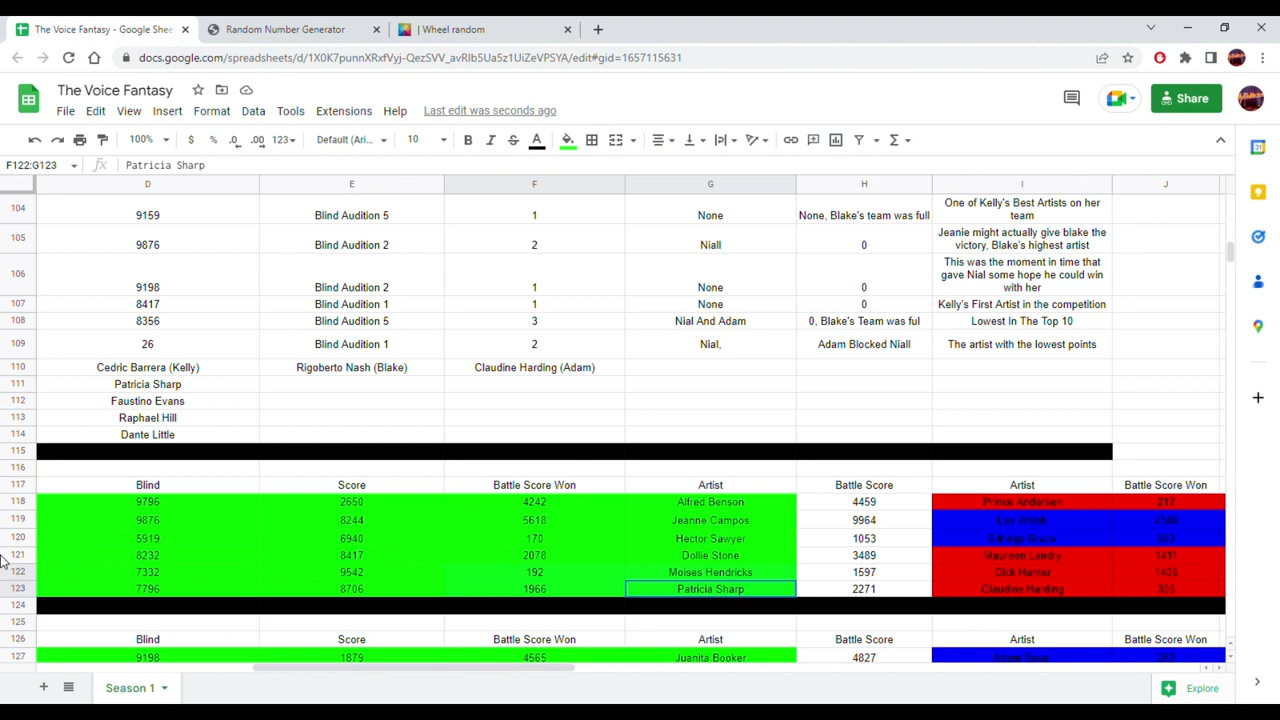 The Voice Fantasy - Google Shee
Random Number Generator
| Wheel random
docs.google.com/spreadsheets/d/1X0K7punnXRxfVyj-QezSVV_avRIb5Ua5z1UiZeVPSYA/edit#gid=1657115631
The Voice Fantasy
File Edit View Insert Format Data Tools Extensions Help Last edit was seconds ago
Share
100% $ % .0 .00 123 Default (Ari... 10 B I S A
F122:G123 fx Patricia Sharp
D E F G H I J
104 9159 Blind Audition 5 1 None None, Blake's team was full One of Kelly's Best Artists on her team
105 9876 Blind Audition 2 2 Niall 0 Jeanie might actually give blake the victory, Blake's highest artist
106 9198 Blind Audition 2 1 None 0 This was the moment in time that gave Nial some hope he could win with her
107 8417 Blind Audition 1 1 None 0 Kelly's First Artist in the competition
108 8356 Blind Audition 5 3 Nial And Adam 0, Blake's Team was ful Lowest In The Top 10
109 26 Blind Audition 1 2 Nial, Adam Blocked Niall The artist with the lowest points
110 Cedric Barrera (Kelly) Rigoberto Nash (Blake) Claudine Harding (Adam)
111 Patricia Sharp
112 Faustino Evans
113 Raphael Hill
114 Dante Little
115
116
117 Blind Score Battle Score Won Artist Battle Score Artist Battle Score Won
118 9796 2650 4242 Alfred Benson 4459 Prince Andersen 217
119 9876 8244 5618 Jeanne Campos 9964
120 5919 6940 170 Hector Sawyer 1053
121 8232 8417 2078 Dollie Stone 3489 Maureen Landry 1411
122 7332 9542 192 Moises Hendricks 1597 Hunter 1405
123 7796 8706 1966 Patricia Sharp 2271 Claudine Harding 305
124
125
126 Blind Score Battle Score Won Artist Battle Score Artist Battle Score Won
127 9198 1879 4565 Juanita Booker 4827
Season 1
Explore